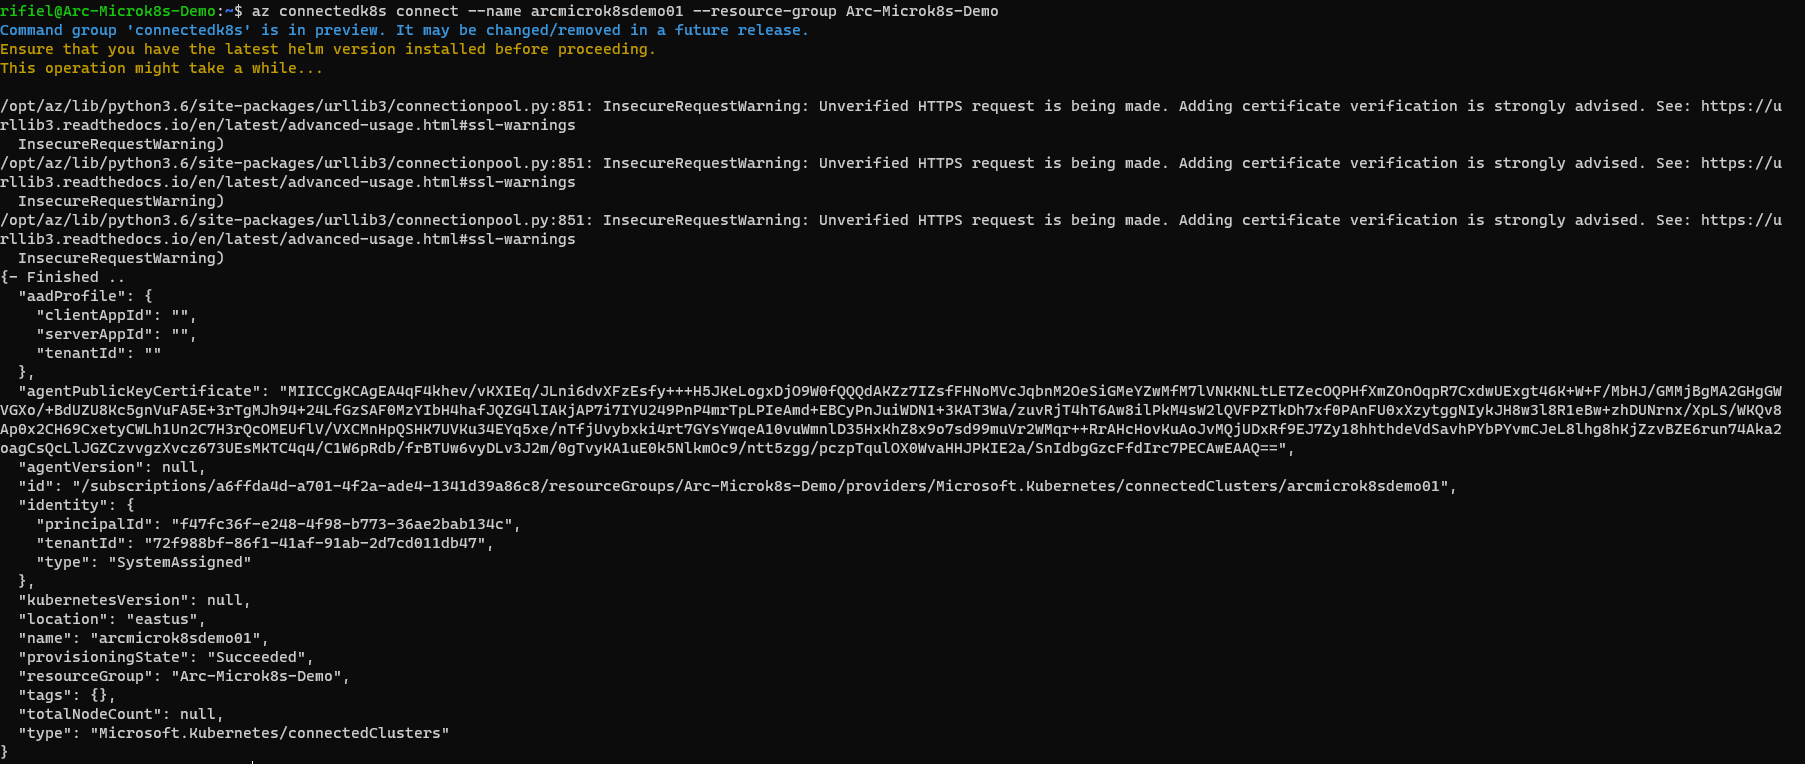 rifiel@Arc-Microk8s-Demo:~$ az connectedk8s connect --name arcmicrok8sdemo01 --resource-group Arc-Microk8s-Demo
Command group 'connectedk8s' is in preview. It may be changed/removed in a future release.
Ensure that you have the latest helm version installed before proceeding.
This operation might take a while...

/opt/az/lib/python3.6/site-packages/urllib3/connectionpool.py:851: InsecureRequestWarning: Unverified HTTPS request is being made. Adding certificate verification is strongly advised. See: https://u
rllib3.readthedocs.io/en/latest/advanced-usage.html#ssl-warnings
  InsecureRequestWarning)
/opt/az/lib/python3.6/site-packages/urllib3/connectionpool.py:851: InsecureRequestWarning: Unverified HTTPS request is being made. Adding certificate verification is strongly advised. See: https://u
rllib3.readthedocs.io/en/latest/advanced-usage.html#ssl-warnings
  InsecureRequestWarning)
/opt/az/lib/python3.6/site-packages/urllib3/connectionpool.py:851: InsecureRequestWarning: Unverified HTTPS request is being made. Adding certificate verification is strongly advised. See: https://u
rllib3.readthedocs.io/en/latest/advanced-usage.html#ssl-warnings
  InsecureRequestWarning)
{- Finished ..
  "aadProfile": {
    "clientAppId": "",
    "serverAppId": "",
    "tenantId": ""
  },
  "agentPublicKeyCertificate": "MIICCgKCAgEA4qF4khev/vKXIEq/JLni6dvXFzEsfy+++H5JKeLogxDjO9W0fQQQdAKZz7IZsfFHNoMVcJqbnM2OeSiGMeYZwMfM7lVNKKNLtLETZecOQPHfXmZOnOqpR7CxdwUExgt46K+W+F/MbHJ/GMMjBgMA2GHgGW
VGXo/+BdUZU8Kc5gnVuFA5E+3rTgMJh94+24LfGzSAF0MzYIbH4hafJQZG4lIAKjAP7i7IYU249PnP4mrTpLPIeAmd+EBCyPnJuiWDN1+3KAT3Wa/zuvRjT4hT6Aw8ilPkM4sW2lQVFPZTkDh7xf0PAnFU0xXzytggNIykJH8w3l8R1eBw+zhDUNrnx/XpLS/WKQv8
Ap0x2CH69CxetyCWLh1Un2C7H3rQcOMEUflV/VXCMnHpQSHK7UVKu34EYq5xe/nTfjUvybxki4rt7GYsYwqeA10vuWmnlD35HxKhZ8x9o7sd99muVr2WMqr++RrAHcHovKuAoJvMQjUDxRf9EJ7Zy18hhthdeVdSavhPYbPYvmCJeL8lhg8hKjZzvBZE6run74Aka2
oagCsQcLlJGZCzvvgzXvcz673UEsMKTC4q4/C1W6pRdb/frBTUw6vyDLv3J2m/0gTvyKA1uE0k5NlkmOc9/ntt5zgg/pczpTqulOX0WvaHHJPKIE2a/SnIdbgGzcFfdIrc7PECAwEAAQ==",
  "agentVersion": null,
  "id": "/subscriptions/a6ffda4d-a701-4f2a-ade4-1341d39a86c8/resourceGroups/Arc-Microk8s-Demo/providers/Microsoft.Kubernetes/connectedClusters/arcmicrok8sdemo01",
  "identity": {
    "principalId": "f47fc36f-e248-4f98-b773-36ae2bab134c",
    "tenantId": "72f988bf-86f1-41af-91ab-2d7cd011db47",
    "type": "SystemAssigned"
  },
  "kubernetesVersion": null,
  "location": "eastus",
  "name": "arcmicrok8sdemo01",
  "provisioningState": "Succeeded",
  "resourceGroup": "Arc-Microk8s-Demo",
  "tags": {},
  "totalNodeCount": null,
  "type": "Microsoft.Kubernetes/connectedClusters"
}